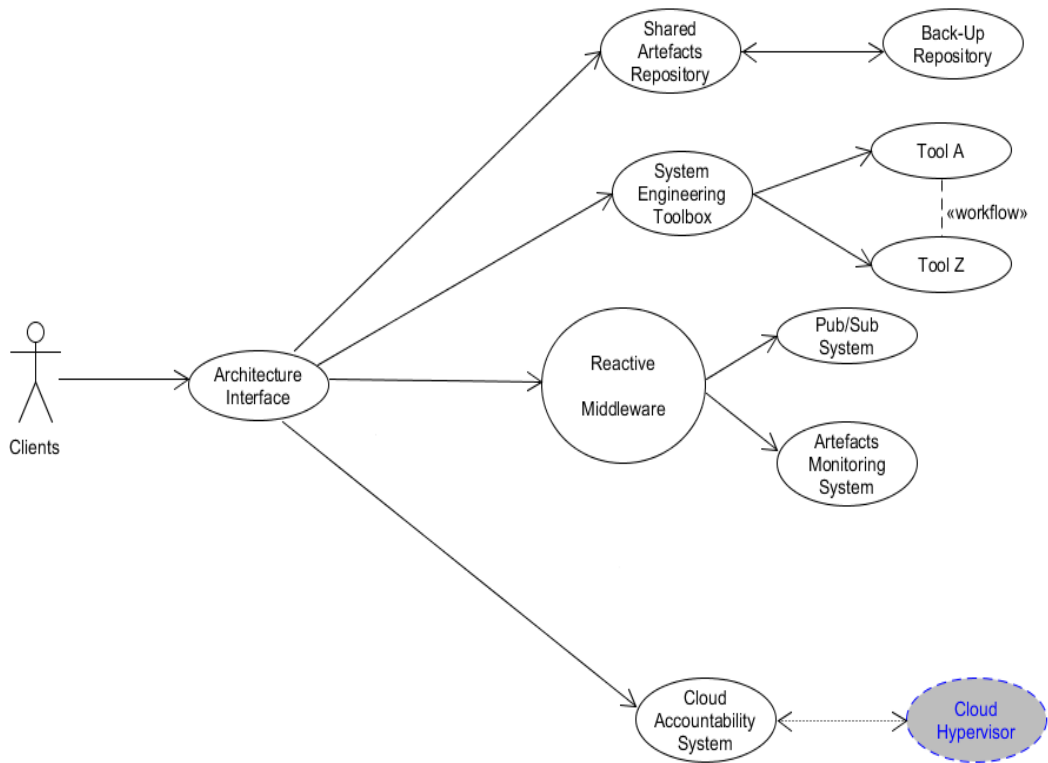 Shared
Artefacts
Repository
Back-Up
Repository
System
Engineering
Toolbox
Tool A
«workflow»
Tool Z
Clients
Architecture
Interface
Reactive
Middleware
Pub/Sub
System
Artefacts
Monitoring
System
Cloud
Accountability
System
Cloud
Hypervisor